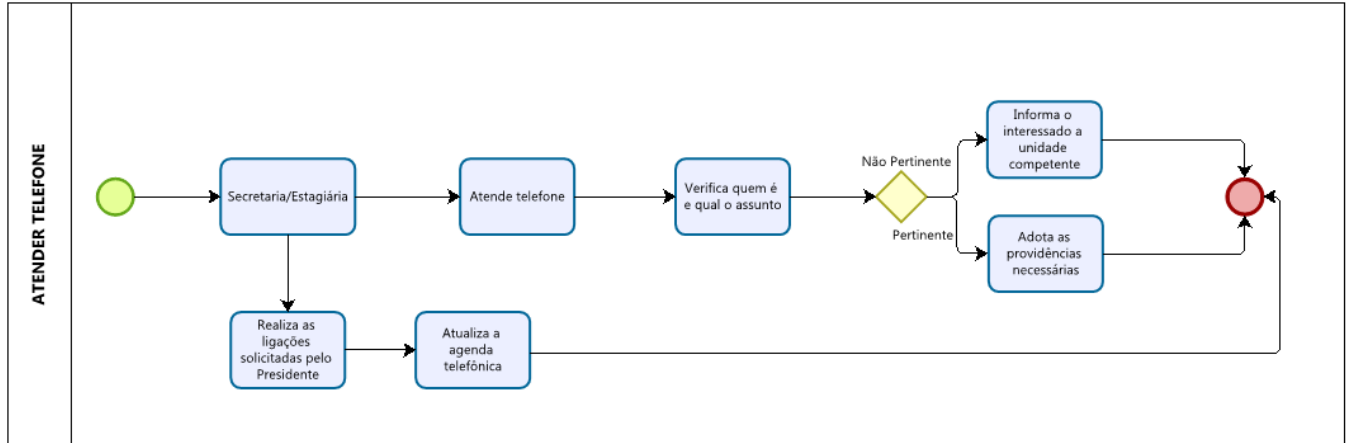 ATENDER TELEFONE
Secretaria/Estagiária
Atende telefone
Verifica quem é
e qual o assunto
Não Pertinente
Pertinente
Informa o
interessado a
unidade
competente
Adota as
providências
necessárias
Realiza as
ligações
solicitadas pelo
Presidente
Atualiza a
agenda
telefônica